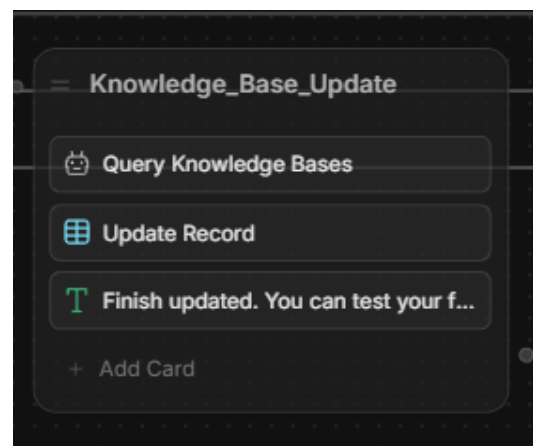 Knowledge_Base_Update
Query Knowledge Bases
Update Record
Finish updated. You can test your f...
+ Add Card